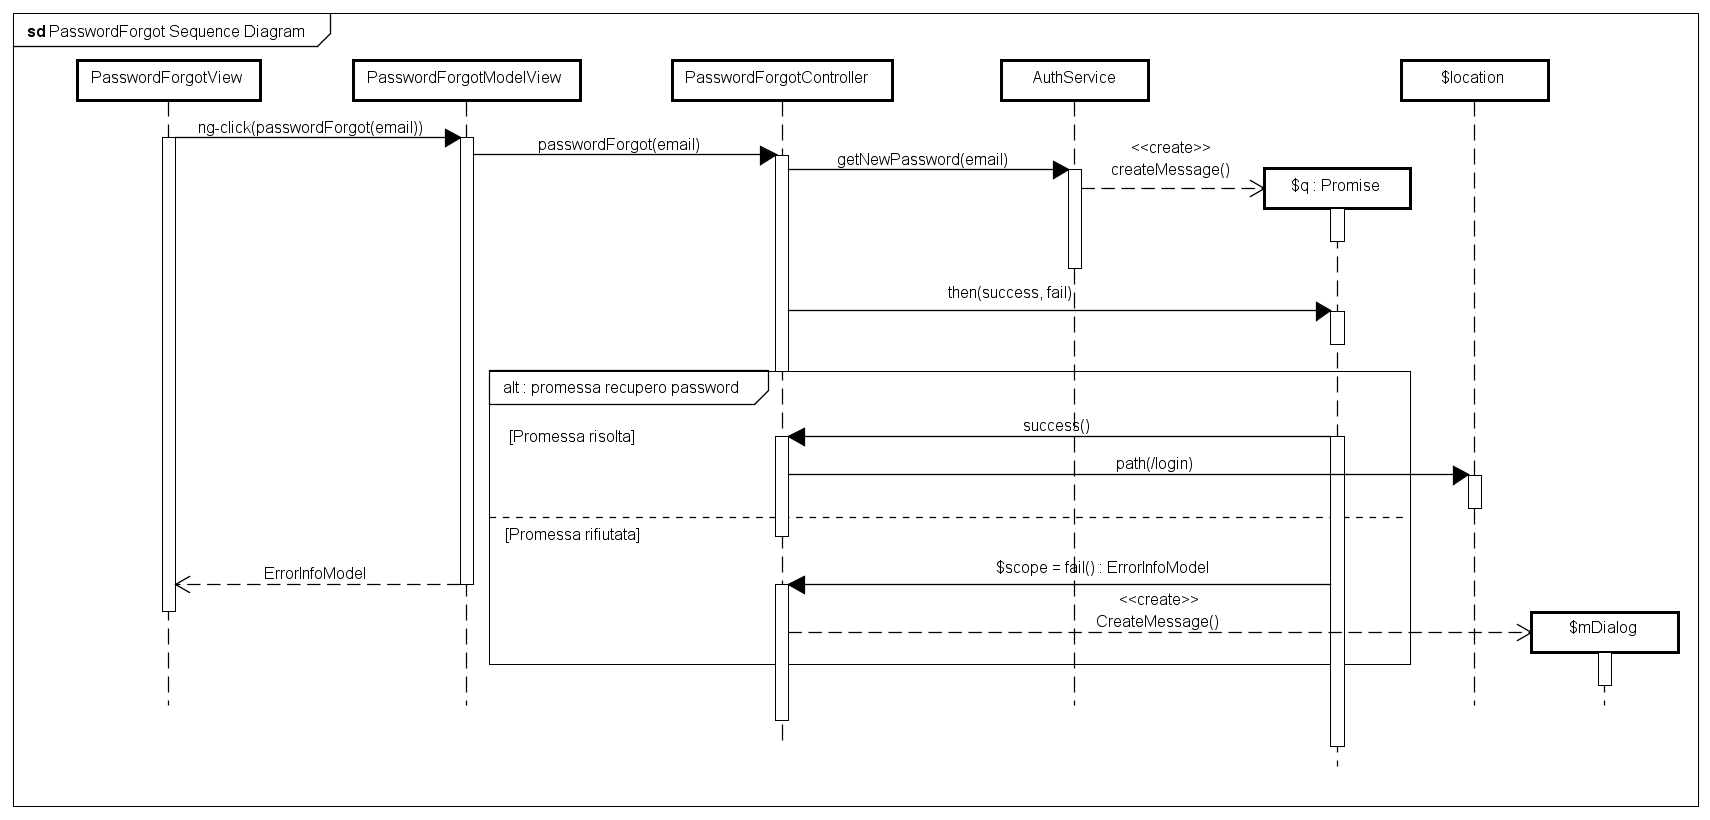 sd PasswordForgot Sequence Diagram
PasswordForgotView
PasswordForgotModelView
PasswordForgotController
AuthService
$location
ng-click(passwordForgot(email))
passwordForgot(email)
getNewPassword(email)
<<create>>
createMessage()
$q : Promise
then(success, fail)
alt : promessa recupero password
[Promessa risolta]
success()
path(/login)
[Promessa rifiutata]
ErrorInfoModel
$scope = fail() : ErrorInfoModel
<<create>>
CreateMessage()
$mDialog